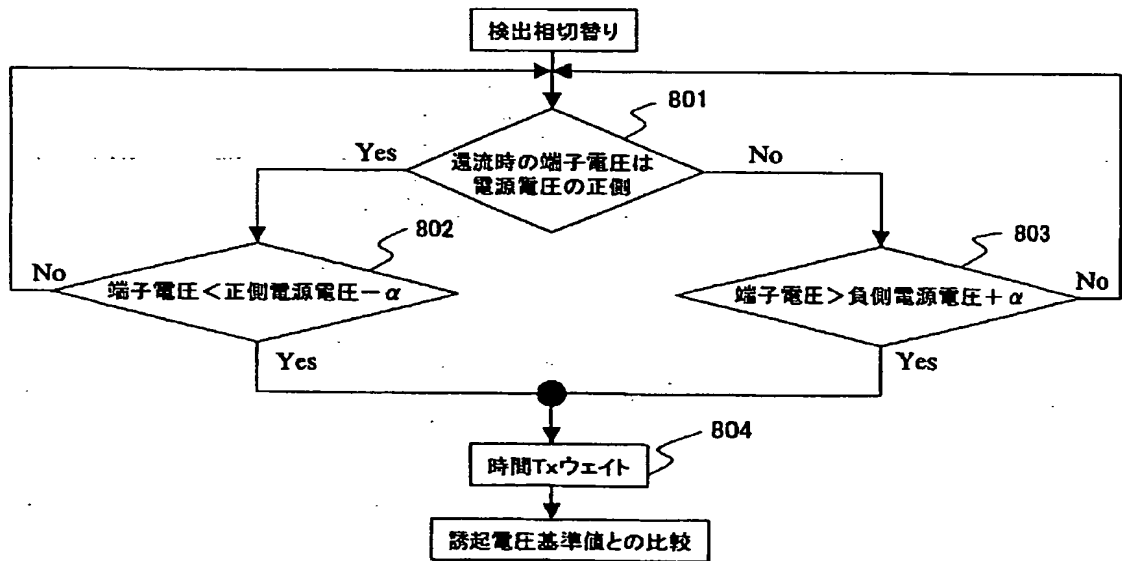 検出相切替り
801
Yes
還流時の端子電圧は
電源電圧の正側
No
802
803
No
端子電圧<正側電源電圧-α
端子電圧>負側電源電圧+α
No
Yes
Yes
804
時間Txウェイト
誘起電圧基準値との比較